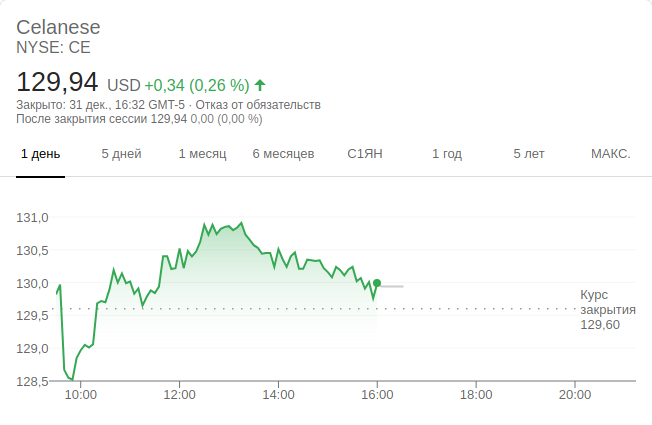 Celanese
NYSE: CE
129,94 USD +0,34 (0,26 %)
Закрыто: 31 дек., 16:32 GMT-5 · Отказ от обязательств
После закрытия сессии 129,94 0,00 (0,00 %)
1 день 5 дней 1 месяц 6 месяцев С1ЯН 1 год 5 лет МАКС.
131,0
130,5
130,0
129,5
129,0
128,5
Курс
закрытия
129,60
10:00 12:00 14:00 16:00 18:00 20:00